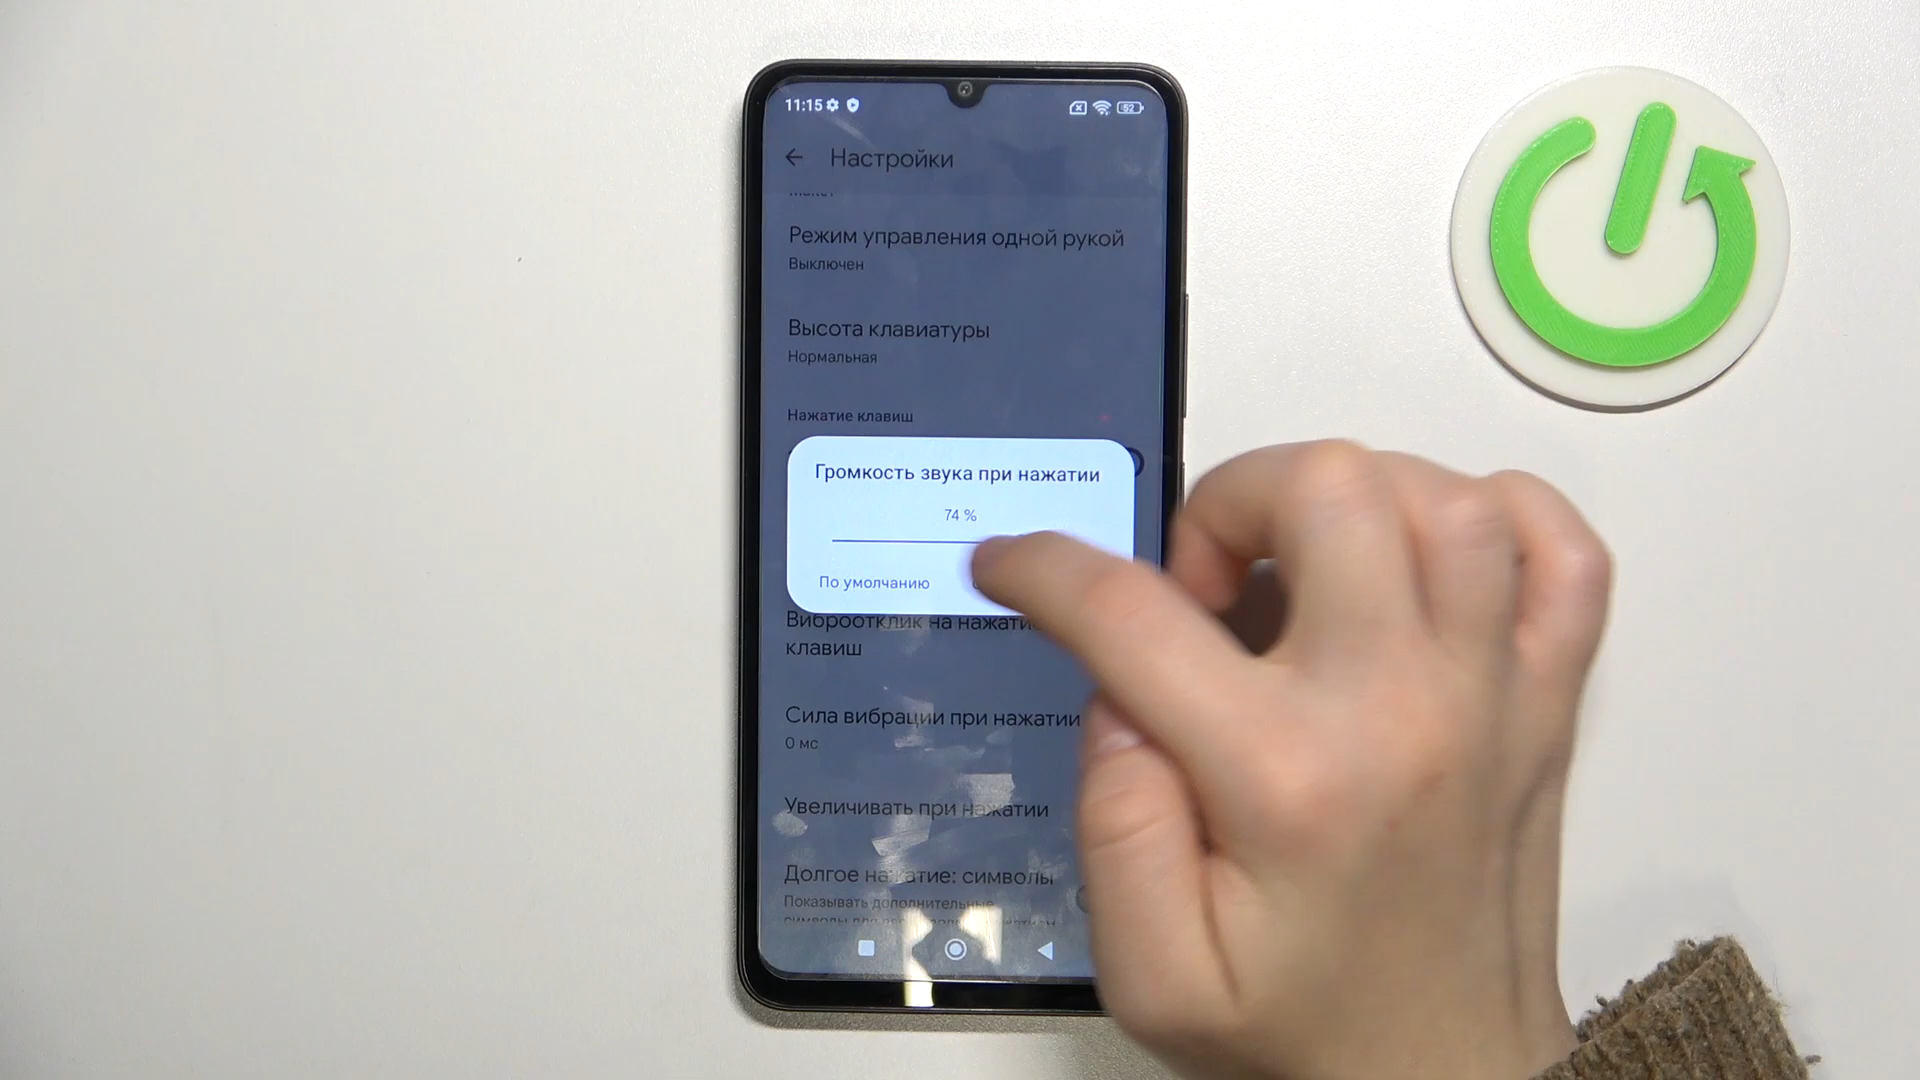 11:15
52
Настройки
Режим управления одной рукой
Выключен
Высота клавиатуры
Нормальная
Нажатие клавиш
Громкость звука при нажатии
74 %
По умолчанию
Виброотклик на нажатие
клавиш
Сила вибрации при нажатии
0 мс
Увеличивать при нажатии
Долгое нажатие: символы
Показывать дополнительные